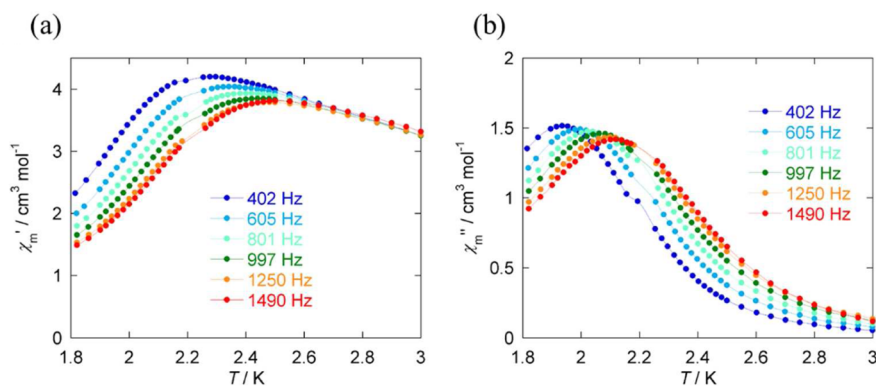 (a)
χm' / cm³ mol⁻¹
4
3
2
1
0
402 Hz
605 Hz
801 Hz
997 Hz
1250 Hz
1490 Hz
1.8 2 2.2 2.4 2.6 2.8 3
T / K
(b)
χm'' / cm³ mol⁻¹
2
1.5
1
0.5
0
402 Hz
605 Hz
801 Hz
997 Hz
1250 Hz
1490 Hz
1.8 2 2.2 2.4 2.6 2.8 3
T / K